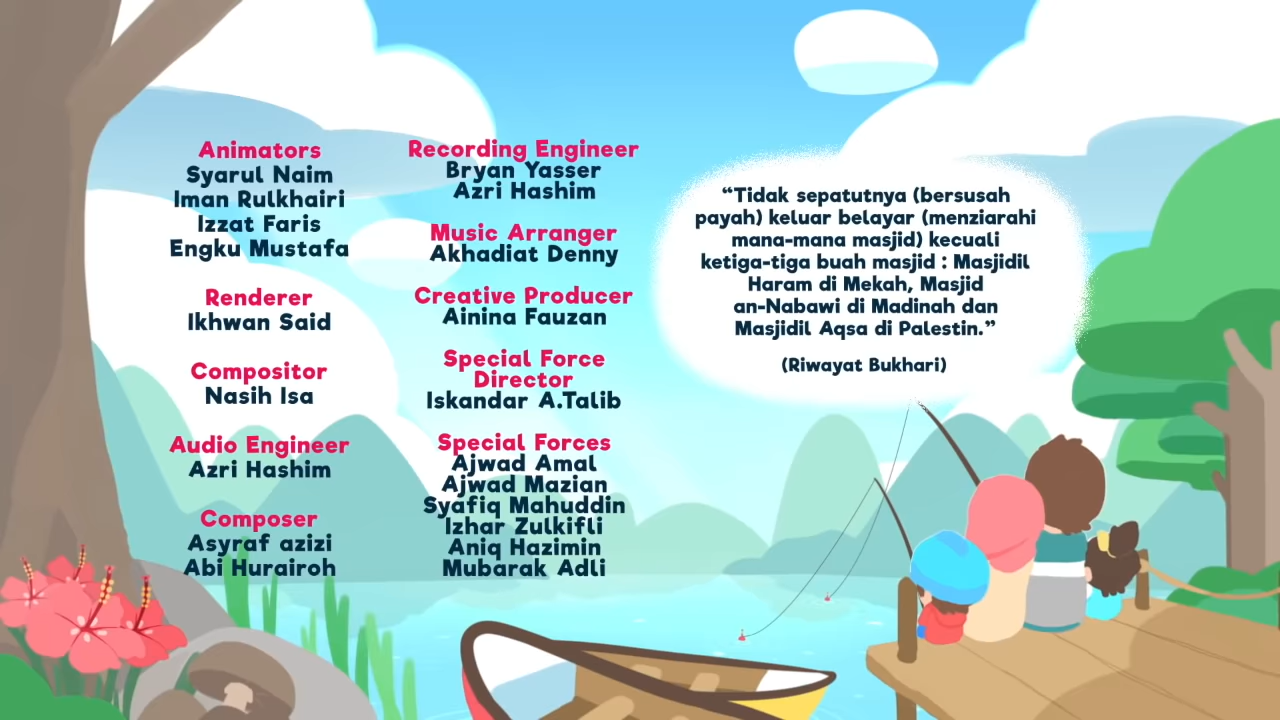 Animators
Syarul Naim
Iman Rulkhairi
Izzat Faris
Engku Mustafa
Renderer
Ikhwan Said
Compositor
Nasih Isa
Audio Engineer
Azri Hashim
Composer
Asyraf azizi
Abi Hurairoh
Recording Engineer
Bryan Yasser
Azri Hashim
Music Arranger
Akhadiat Denny
Creative Producer
Ainina Fauzan
Special Force
Director
Iskandar A.Talib
Special Forces
Ajwad Amal
Ajwad Mazian
Syafiq Mahuddin
Izhar Zulkifli
Aniq Hazimin
Mubarak Adli
“Tidak sepatutnya (bersusah
payah) keluar belayar (menziarahi
mana-mana masjid) kecuali
ketiga-tiga buah masjid : Masjidil
Haram di Mekah, Masjid
an-Nabawi di Madinah dan
Masjidil Aqsa di Palestin.”
(Riwayat Bukhari)